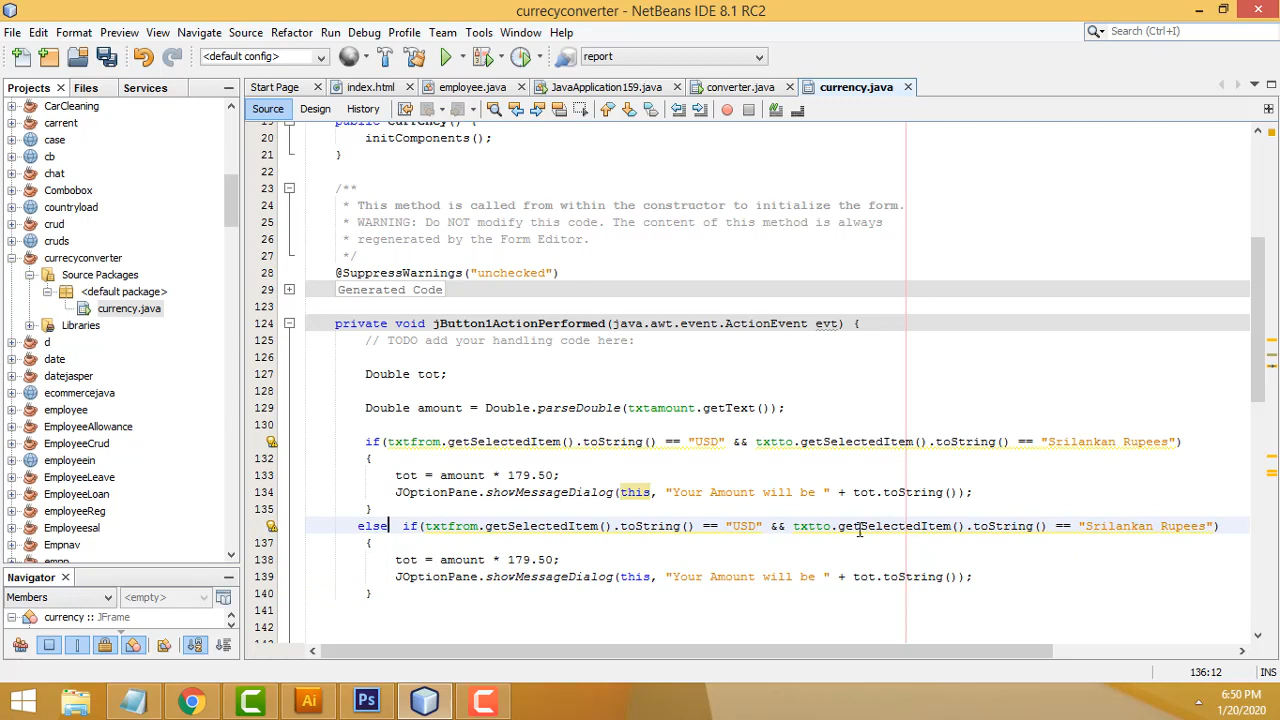 currecyconverter - NetBeans IDE 8.1 RC2
File Edit Format Preview View Navigate Source Refactor Run Debug Profile Team Tools Window Help
Search (Ctrl+I)
<default config>
report
Projects Files Services
Start Page index.html employee.java JavaApplication159.java converter.java currency.java
Source Design History
CarCleaning
carrent
case
cb
chat
Combobox
countryload
crud
cruds
currecyconverter
Source Packages
<default package>
currency.java
Libraries
d
date
datejasper
ecommercejava
employee
EmployeeAllowance
EmployeeCrud
employeein
EmployeeLeave
EmployeeLoan
employeeReg
Employeesal
Empnav
empp
Navigator
Members <empty>
currency :: JFrame
19 public currency() {
20 initComponents();
21 }
22
23 /**
24 * This method is called from within the constructor to initialize the form.
25 * WARNING: Do NOT modify this code. The content of this method is always
26 * regenerated by the Form Editor.
27 */
28 @SuppressWarnings("unchecked")
29 Generated Code
123
124 private void jButton1ActionPerformed(java.awt.event.ActionEvent evt) {
125 // TODO add your handling code here:
126
127 Double tot;
128
129 Double amount = Double.parseDouble(txtamount.getText());
130
if(txtfrom.getSelectedItem().toString() == "USD" && txtto.getSelectedItem().toString() == "Srilankan Rupees")
132 {
133 tot = amount * 179.50;
134 JOptionPane.showMessageDialog(this, "Your Amount will be " + tot.toString());
135 }
else if(txtfrom.getSelectedItem().toString() == "USD" && txtto.getSelectedItem().toString() == "Srilankan Rupees")
137 {
138 tot = amount * 179.50;
139 JOptionPane.showMessageDialog(this, "Your Amount will be " + tot.toString());
140 }
141
142
136:12 INS
6:50 PM
1/20/2020